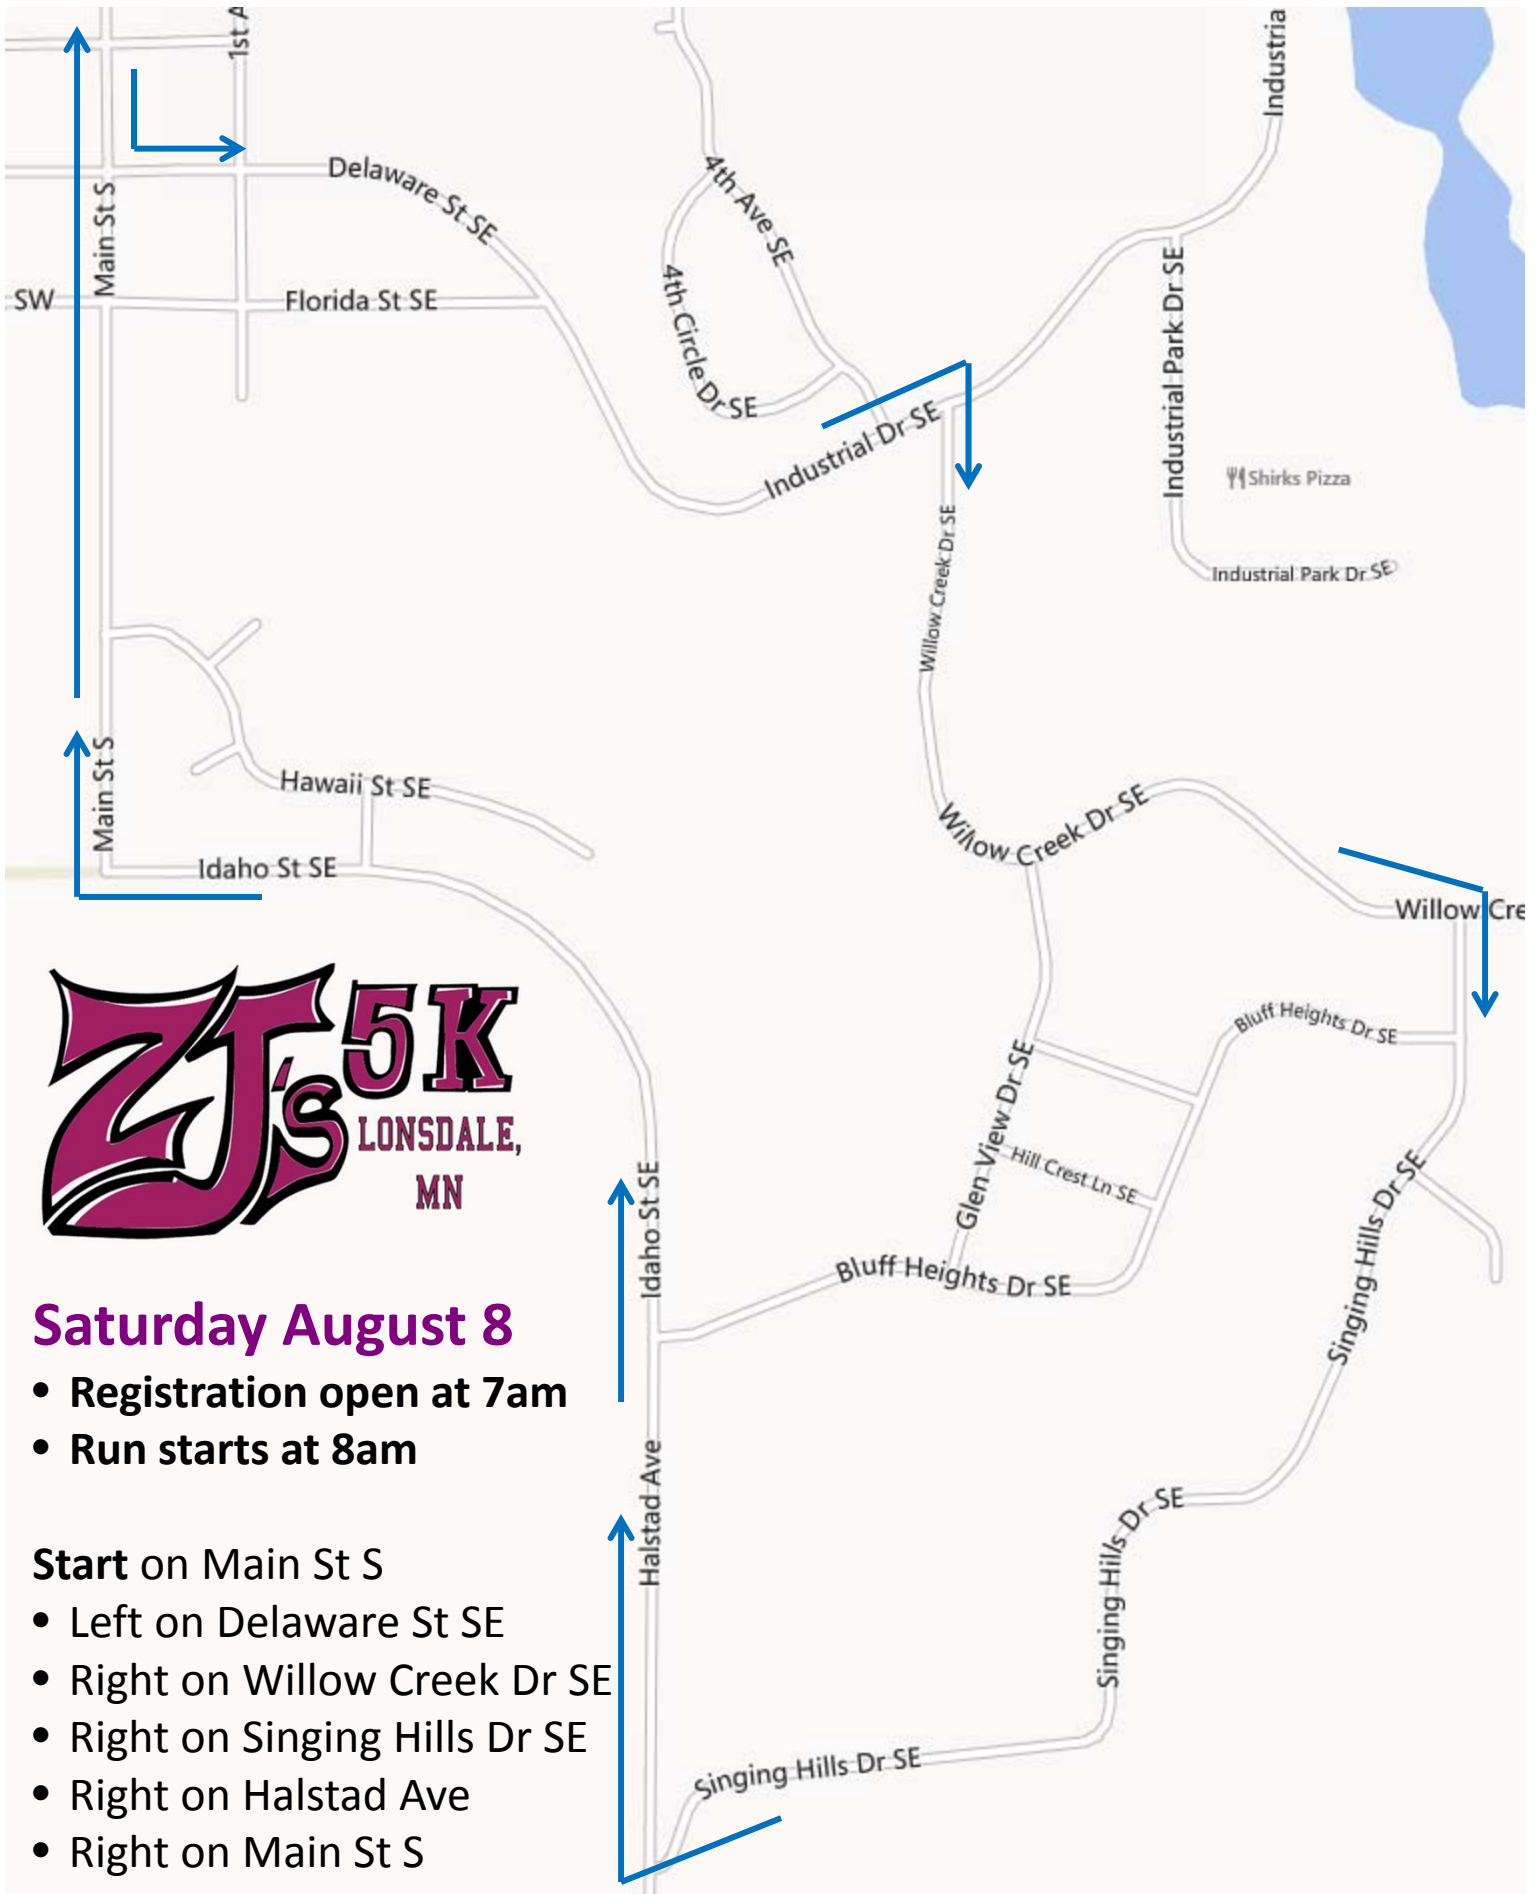 1st A
Industria
Delaware St SE
4th Ave SE
Main St S
SW
Florida St SE
4th Circle Dr SE
Industrial Park Dr SE
Industrial Dr SE
Shirks Pizza
Willow Creek Dr SE
Industrial Park Dr SE
Main St S
Hawaii St SE
Willow Creek Dr SE
Idaho St SE
Willow Cre
ZJ's 5K
LONSDALE,
MN
Bluff Heights Dr SE
Glen View Dr SE
Hill Crest Ln SE
Idaho St SE
Singing Hills Dr SE
Bluff Heights Dr SE
Saturday August 8
• Registration open at 7am
• Run starts at 8am
Halstad Ave
Singing Hills Dr SE
Start on Main St S
• Left on Delaware St SE
• Right on Willow Creek Dr SE
• Right on Singing Hills Dr SE
• Right on Halstad Ave
• Right on Main St S
Singing Hills Dr SE